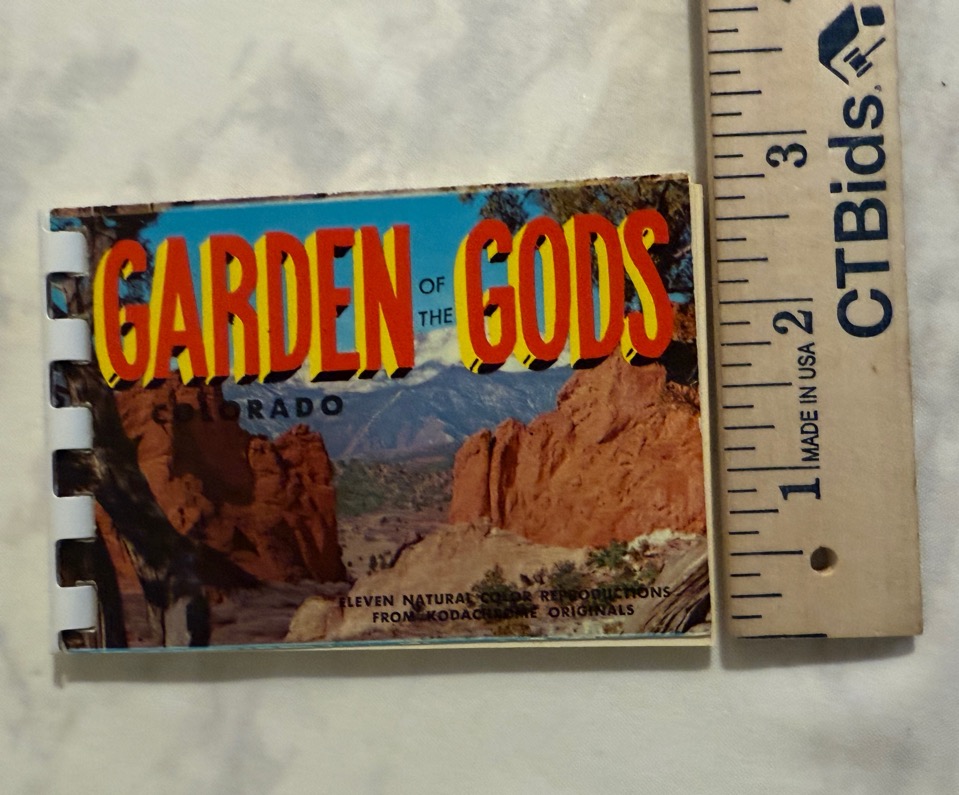 GARDEN OF THE GODS
COLORADO
ELEVEN NATURAL COLOR REPRODUCTIONS
FROM KODACHROME ORIGINALS
CTBids.
3
2
1
MADE IN USA